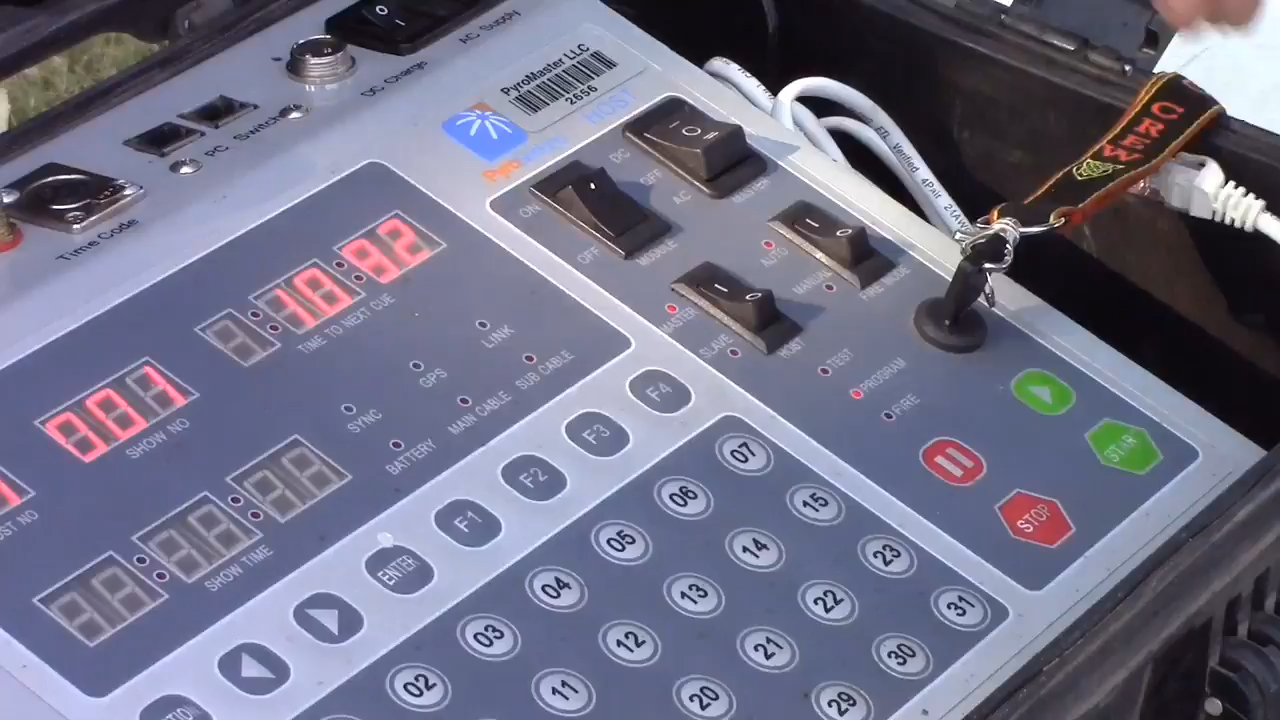 AC Supply
DC Charge
PC Switch
Time Code
PyroMaster LLC
2656
HOST
DC
OFF
AC
MASTER
ON
OFF
MODULE
AUTO
MANUAL
FIRE MODE
MASTER
SLAVE
HOST
TEST
PROGRAM
FIRE
CREW
Verified 4Pair
TIME TO NEXT CUE
SHOW NO
SHOW TIME
LINK
GPS
SUB CABLE
SYNC
MAIN CABLE
BATTERY
F4
F3
F2
F1
ENTER
STOP
07
06
15
05
14
23
04
13
22
31
03
12
21
30
02
11
20
29